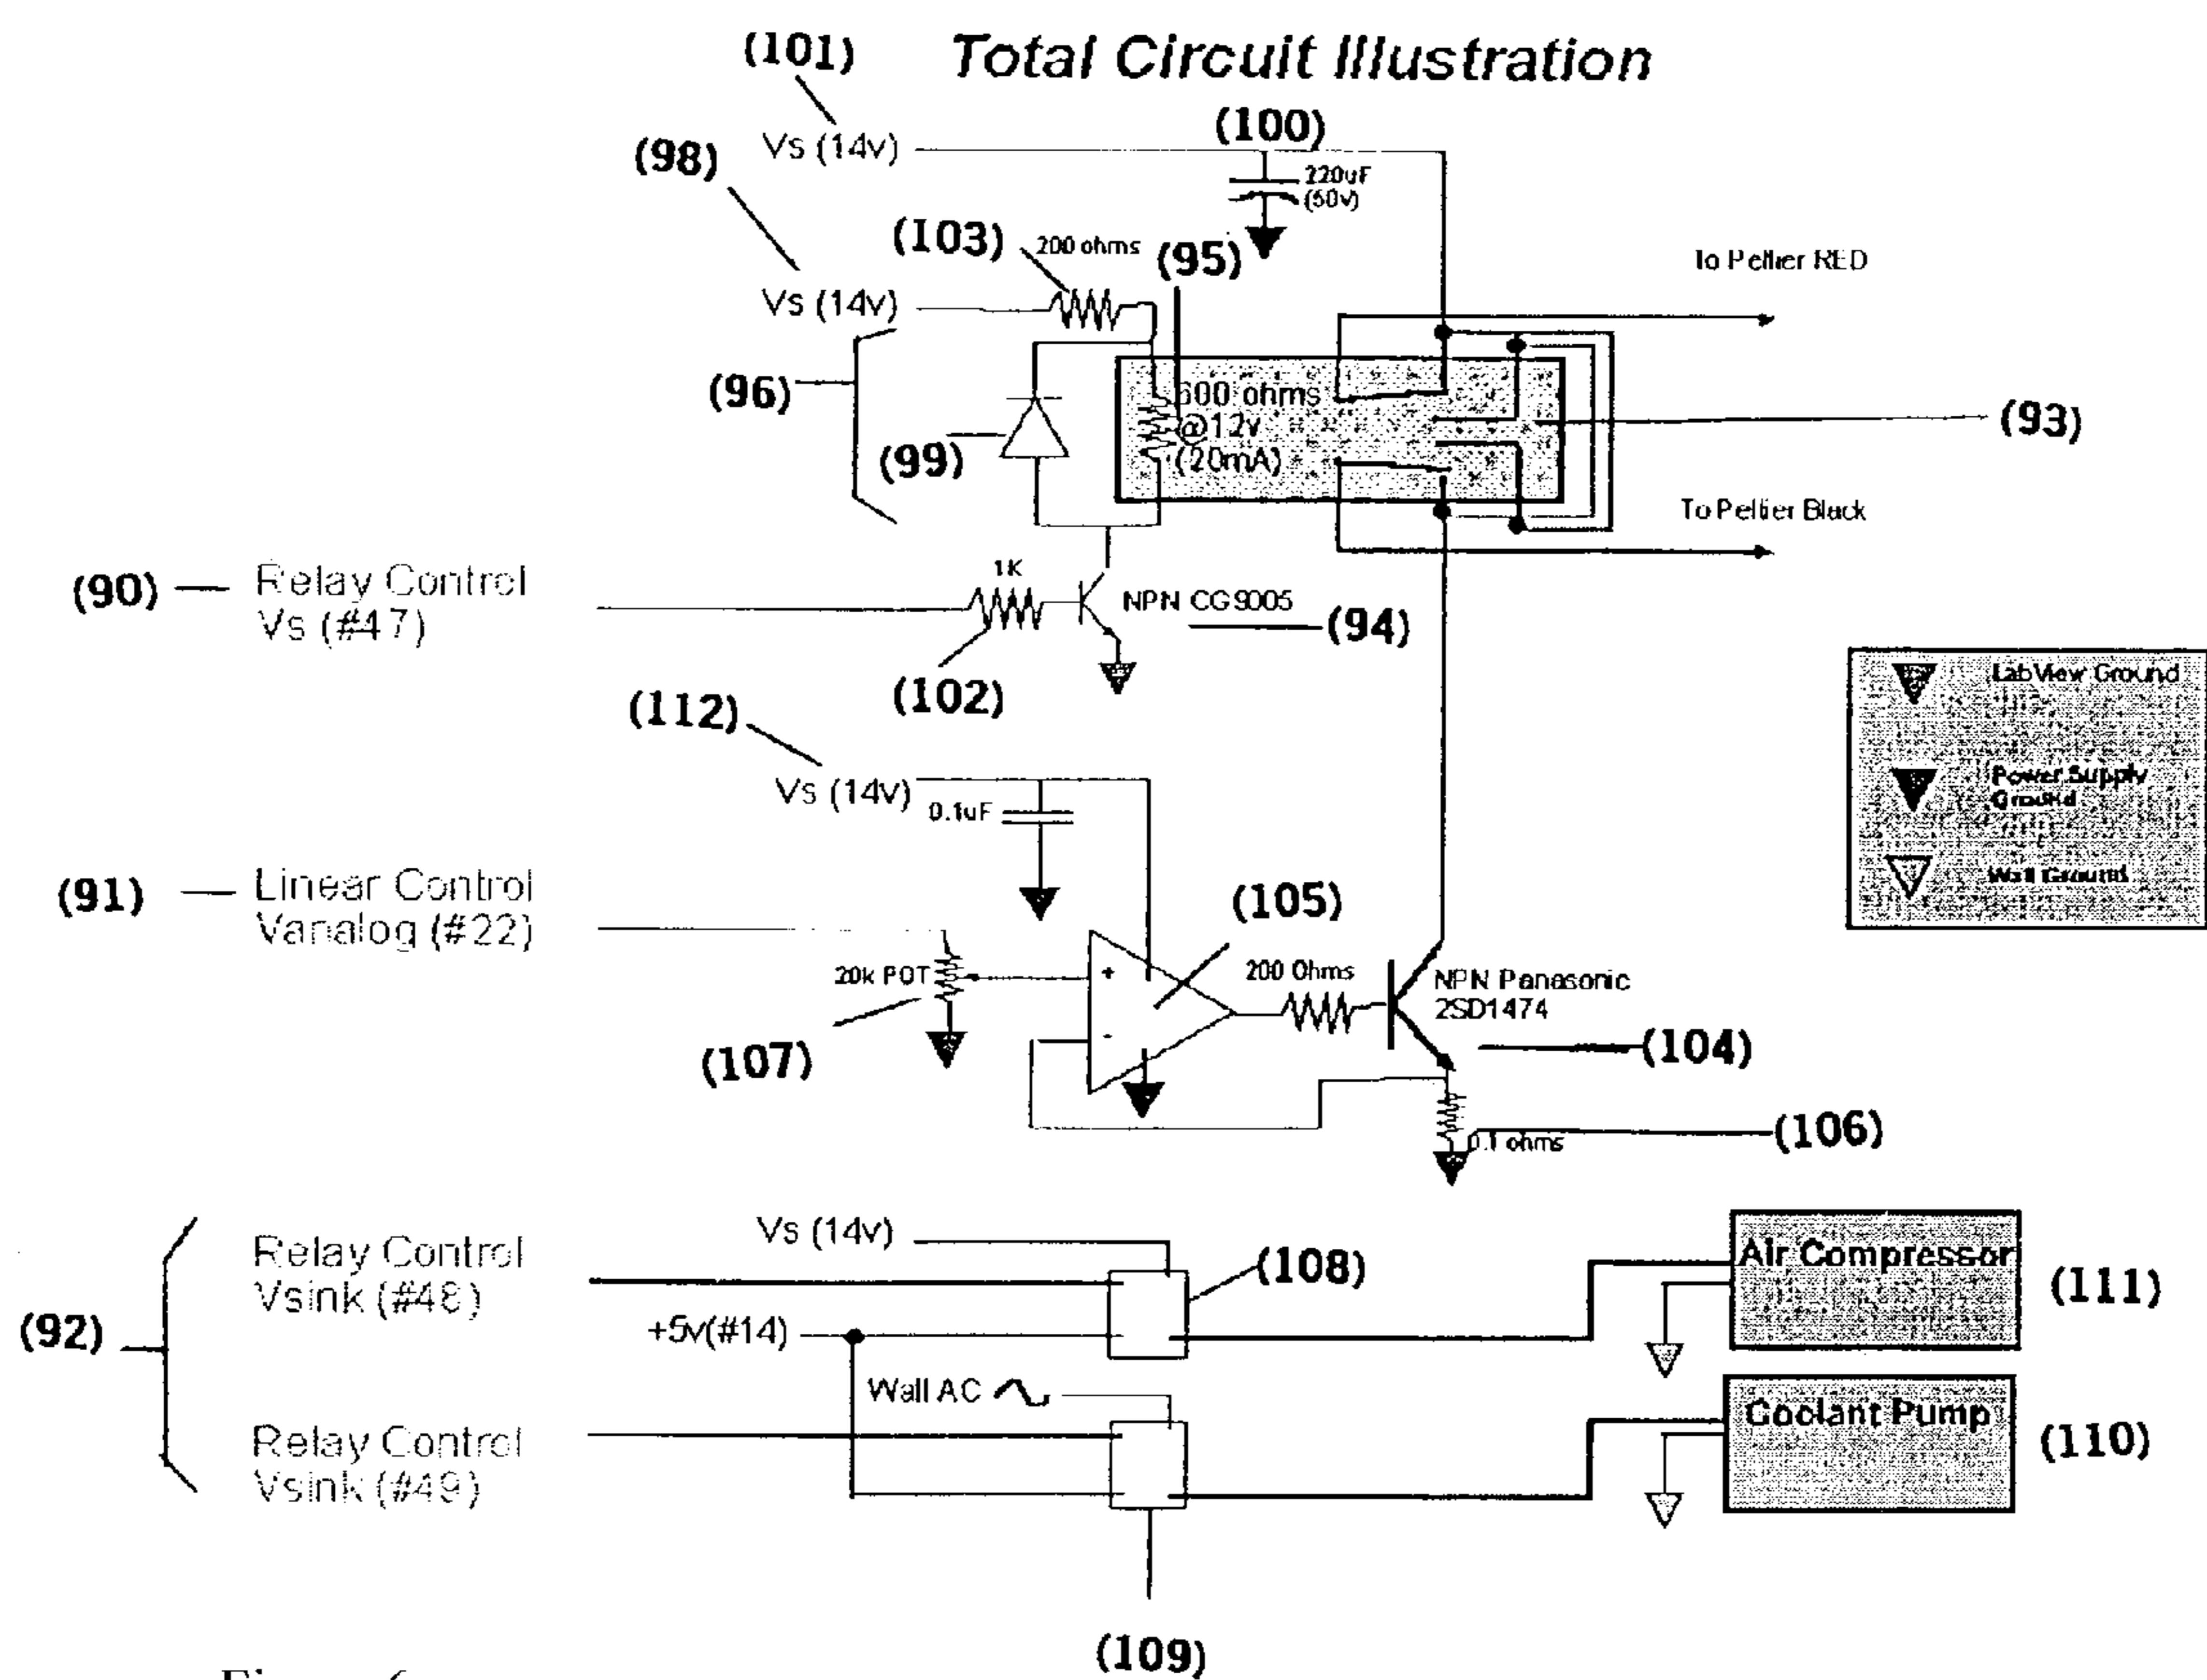 (101) Total Circuit Illustration
(100)
Vs (14v)
(98)
220uF
(50v)
(103) 200 ohms (95)
To Peltier RED
Vs (14v)
(96)
600 ohms
@12v
(20mA)
(93)
(99)
To Peltier Black
(90) Relay Control
Vs (#47)
1K
NPN CG9005
(94)
(102)
(112)
LabView Ground
Power Supply
Ground
Wall Ground
Vs (14v) 0.1uF
(91) Linear Control
Vanalog (#22)
(105)
20k POT
+
-
200 Ohms
NPN Panasonic
2SD1474
(104)
(107)
(106)
0.1 ohms
Vs (14v)
Relay Control
Vsink (#48)
(108)
Air Compressor
(111)
(92)
+5v(#14)
Wall AC
Relay Control
Vsink (#49)
Coolant Pump
(110)
(109)